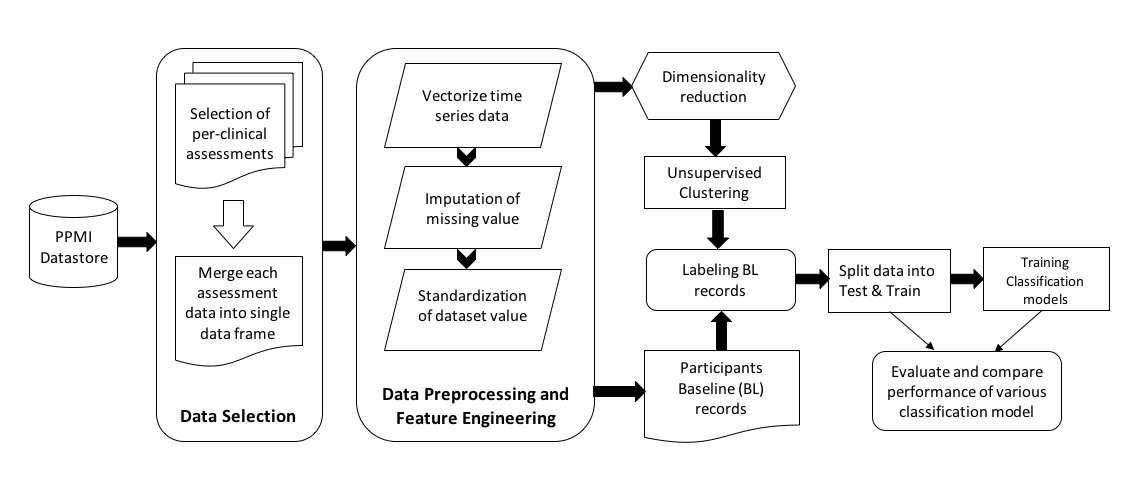 PPMI
Datastore
Selection of
per-clinical
assessments
Merge each
assessment
data into single
data frame
Data Selection
Vectorize time
series data
Imputation of
missing value
Standardization
of dataset value
Data Preprocessing and
Feature Engineering
Dimensionality
reduction
Unsupervised
Clustering
Labeling BL
records
Participants
Baseline (BL)
records
Split data into
Test & Train
Training
Classification
models
Evaluate and compare
performance of various
classification model